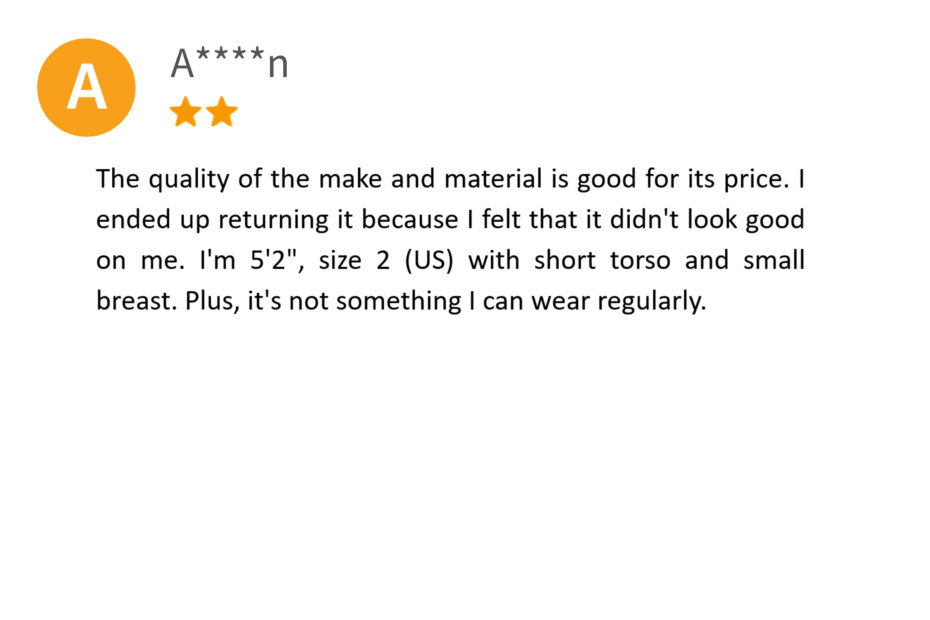 A
A****n
The quality of the make and material is good for its price. I
ended up returning it because I felt that it didn't look good
on me. I'm 5'2", size 2 (US) with short torso and small
breast. Plus, it's not something I can wear regularly.